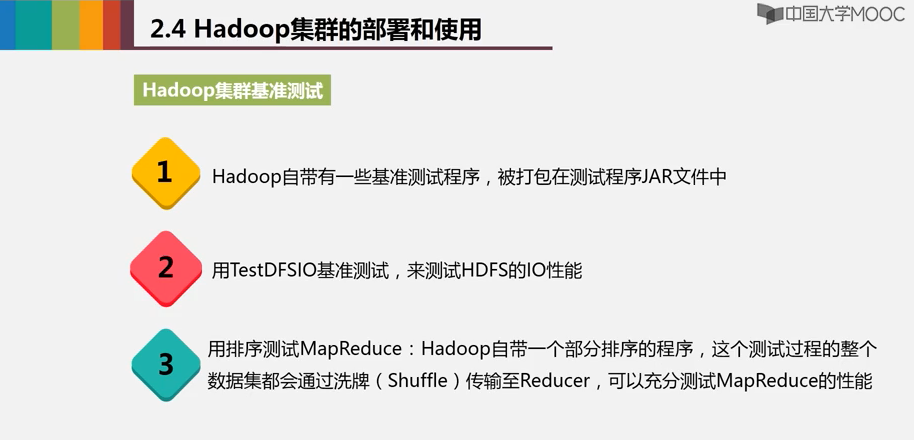 2.4 Hadoop集群的部署和使用
中国大学MOOC
Hadoop集群基准测试
1
Hadoop自带有一些基准测试程序，被打包在测试程序JAR文件中
2
用TestDFSIO基准测试，来测试HDFS的IO性能
3
用排序测试MapReduce：Hadoop自带一个部分排序的程序，这个测试过程的整个
数据集都会通过洗牌（Shuffle）传输至Reducer，可以充分测试MapReduce的性能